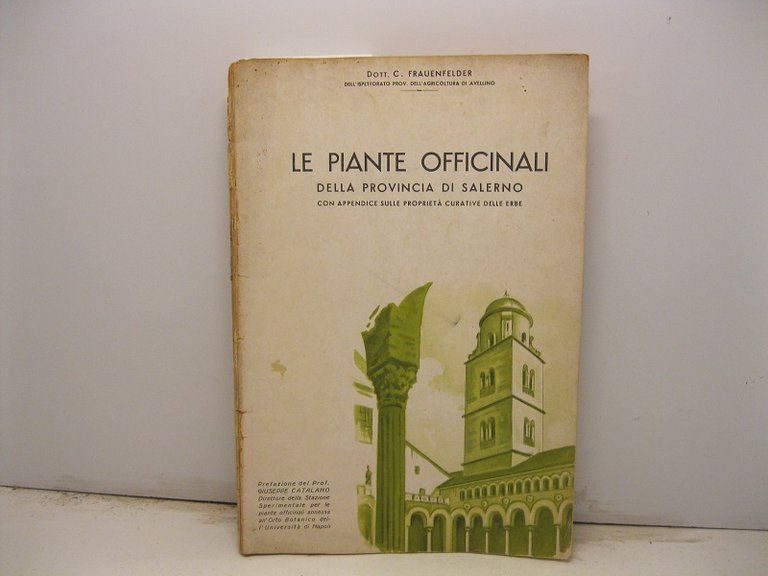 DOTT. C. FRAUENFELDER
DELL'ISPETTORATO PROV. DELL'AGRICOLTURA DI AVELLINO
LE PIANTE OFFICINALI
DELLA PROVINCIA DI SALERNO
CON APPENDICE SULLE PROPRIETÀ CURATIVE DELLE ERBE
Prefazione del Prof.
GIUSEPPE CATALANO
Direttore della Stazione
Sperimentale per le
piante officinali annessa
all'Orto Botanico del-
l'Università di Napoli